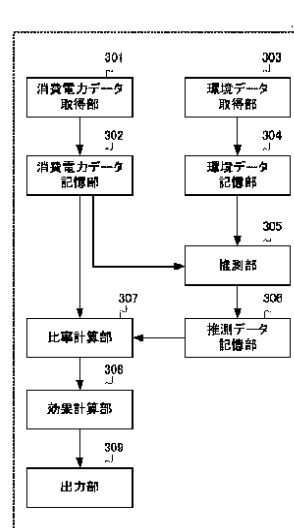 301
消費電力データ
取得部
303
環境データ
取得部
302
消費電力データ
記憶部
304
環境データ
記憶部
305
推測部
307
比率計算部
306
推測データ
記憶部
308
効果計算部
309
出力部